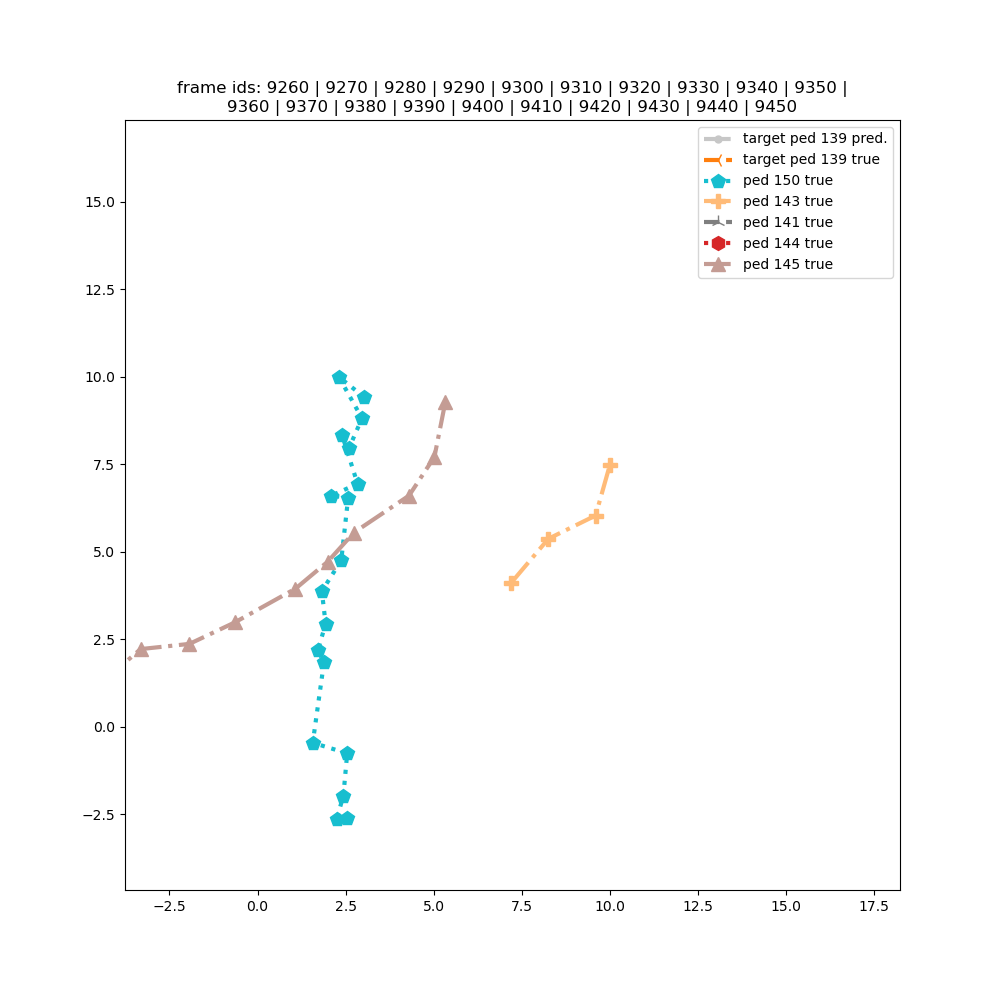 frame ids: 9260 | 9270 | 9280 | 9290 | 9300 | 9310 | 9320 | 9330 | 9340 | 9350 |
9360 | 9370 | 9380 | 9390 | 9400 | 9410 | 9420 | 9430 | 9440 | 9450
target ped 139 pred.
target ped 139 true
ped 150 true
ped 143 true
ped 141 true
ped 144 true
ped 145 true
15.0
12.5
10.0
7.5
5.0
2.5
0.0
−2.5
−2.5 0.0 2.5 5.0 7.5 10.0 12.5 15.0 17.5